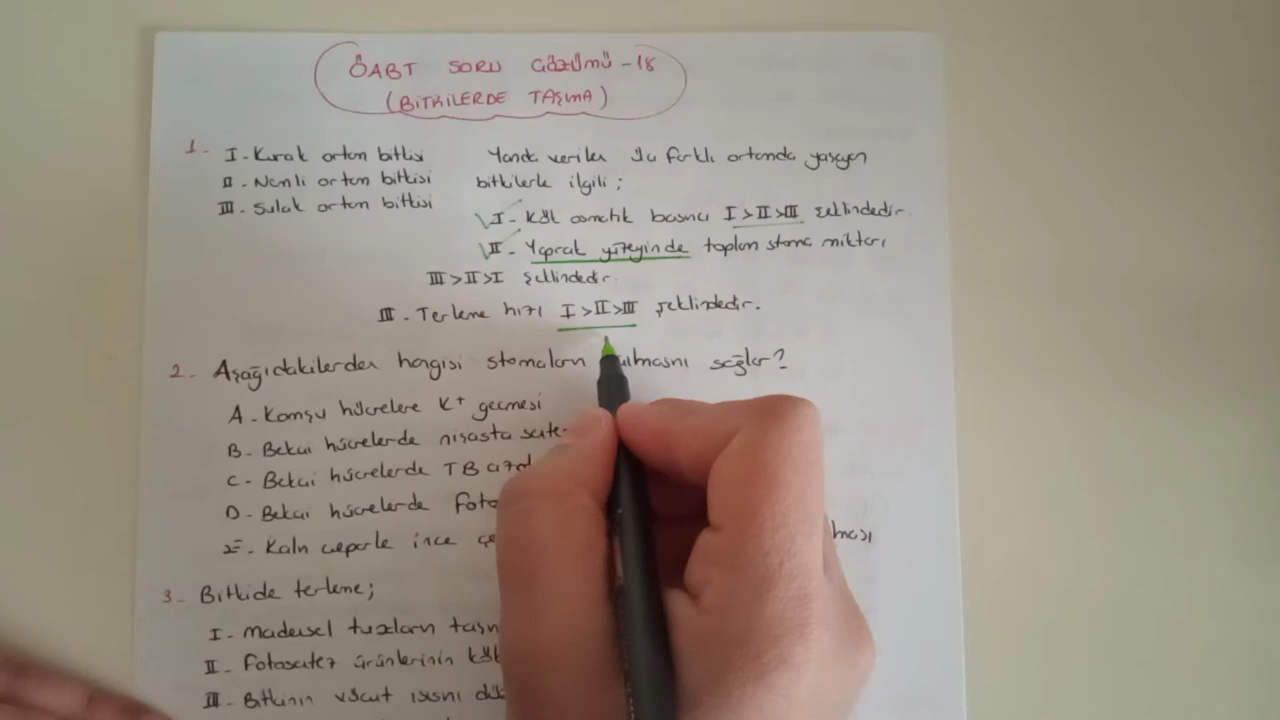 ÖABT SORU ÇÖZÜMÜ -18
(BİTKİLERDE TAŞMA)
1- I- Kurak ortam bitkisi
II- Nemli ortam bitkisi
III- Sulak ortam bitkisi
Yanda verilen üç farklı ortamda yaşayan
bitkilerle ilgili;
I- Kök osmotik basıncı I>II>III şeklindedir.
II- Yaprak yüzeyinde toplam stoma miktarı
III>II>I şeklindedir.
III- Terleme hızı I>II>III şeklindedir.
2- Aşağıdakilerden hangisi stomaların sağlar?
A- Komşu hücrelere K+ geçmesi
B- Bekçi hücrelerde nişasta
C- Bekçi hücrelerde TB
D- Bekçi hücrelerde
E- Kalın çeperle ince
3- Bitkide terleme;
I- madensel tuzların
II- Fotosentez ürünlerinin
III- Bitkinin vücut ısısını